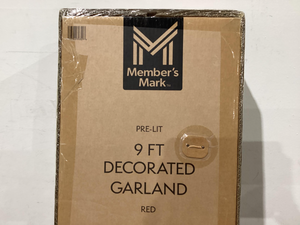 Member's
Mark
PRE-LIT
9 FT
DECORATED
GARLAND
RED